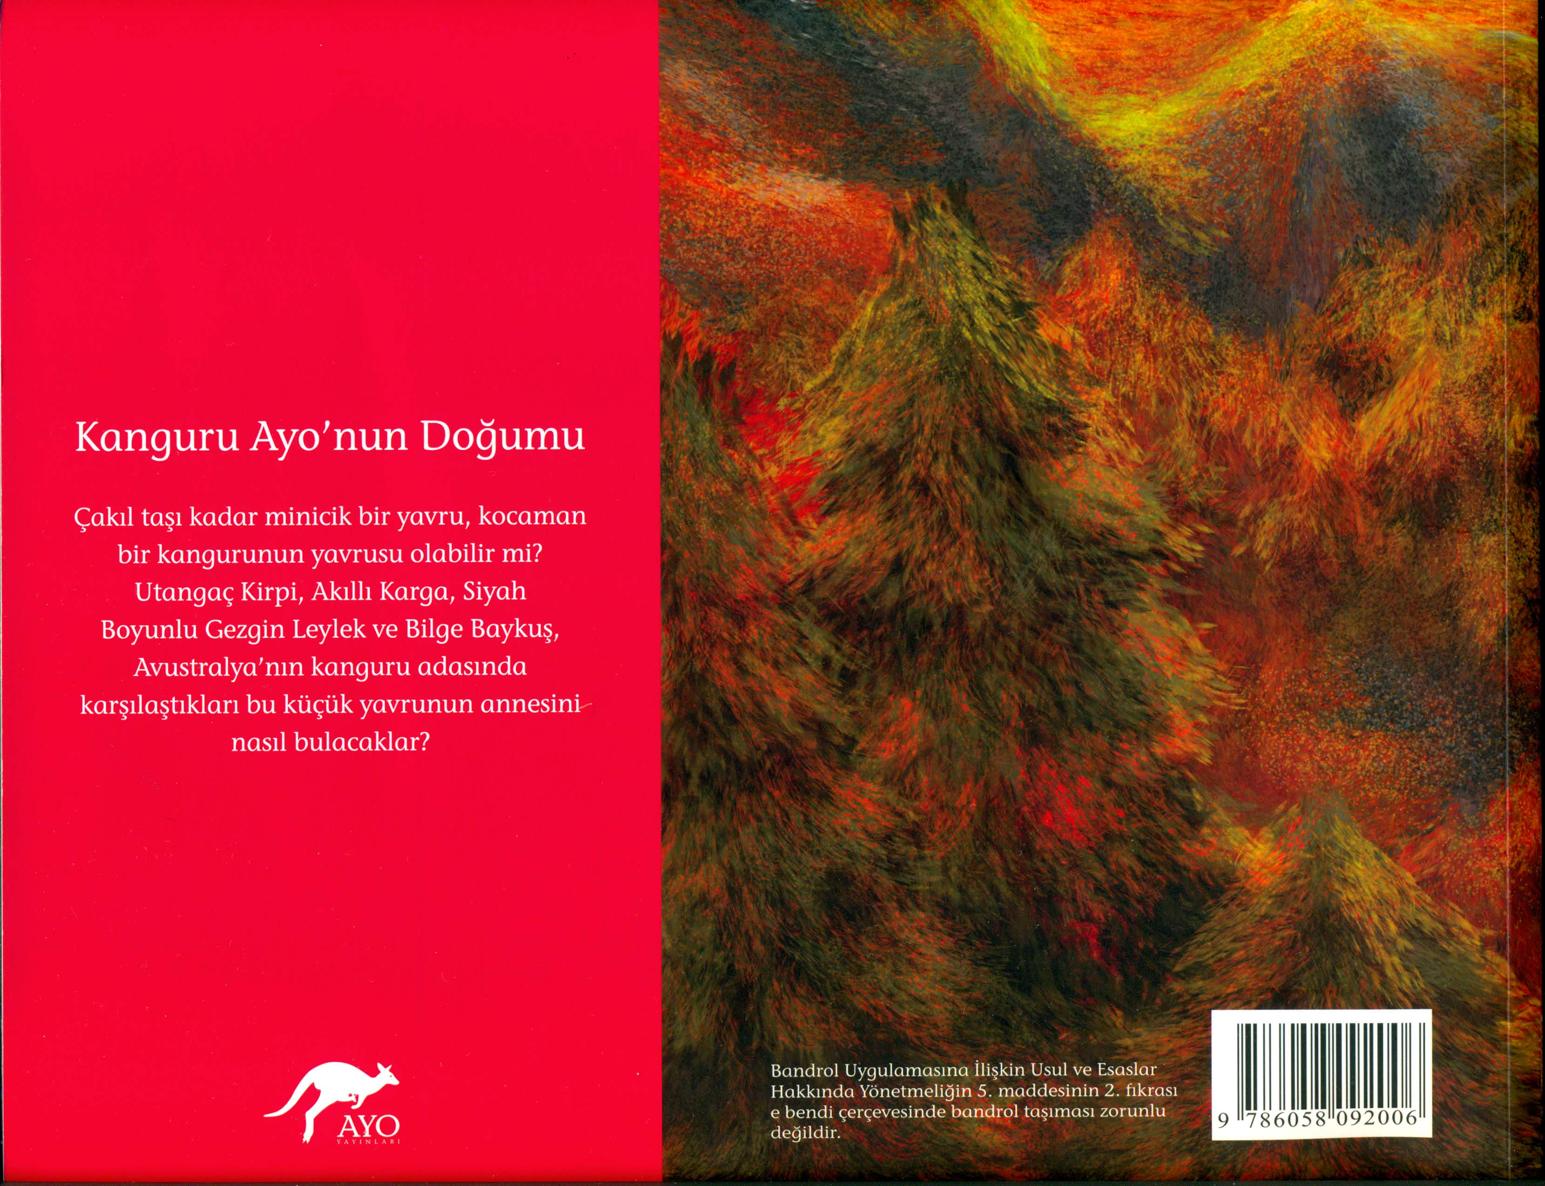 Kanguru Ayo'nun Doğumu
Çakıl taşı kadar minicik bir yavru, kocaman
bir kangurunun yavrusu olabilir mi?
Utangaç Kirpi, Akıllı Karga, Siyah
Boyunlu Gezgin Leylek ve Bilge Baykuş,
Avustralya'nın kanguru adasında
karşılaştıkları bu küçük yavrunun annesini
nasıl bulacaklar?
AYO
YAYINLARI
Bandrol Uygulamasına İlişkin Usul ve Esaslar
Hakkında Yönetmeliğin 5. maddesinin 2. fıkrası
e bendi çerçevesinde bandrol taşıması zorunlu
değildir.
9 786058 092006